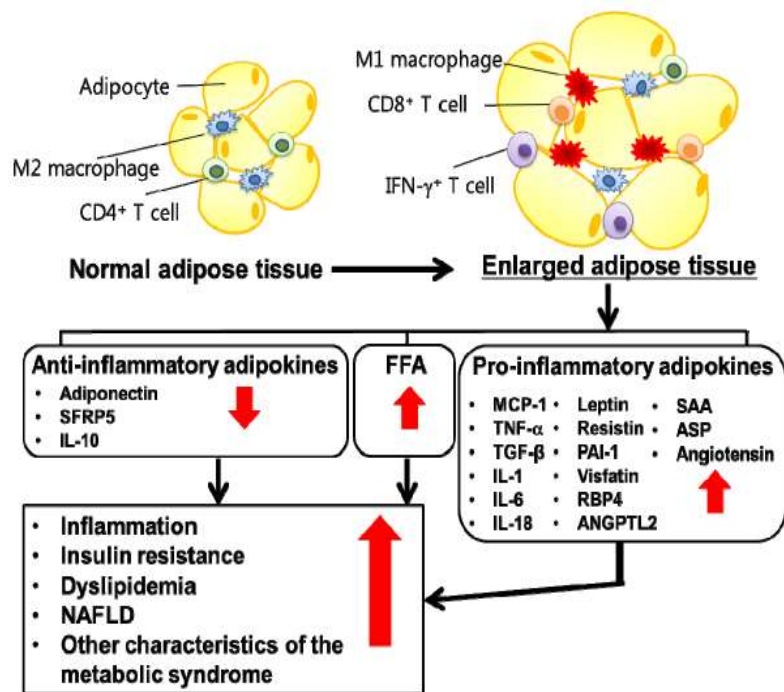 Adipocyte
M2 macrophage
CD4⁺ T cell
M1 macrophage
CD8⁺ T cell
IFN-γ⁺ T cell
Normal adipose tissue
Enlarged adipose tissue
Anti-inflammatory adipokines
• Adiponectin
• SFRP5
• IL-10
FFA
Pro-inflammatory adipokines
• MCP-1
• TNF-α
• TGF-β
• IL-1
• IL-6
• IL-18
• Leptin
• Resistin
• PAI-1
• Visfatin
• RBP4
• ANGPTL2
• SAA
• ASP
• Angiotensin
• Inflammation
• Insulin resistance
• Dyslipidemia
• NAFLD
• Other characteristics of the
metabolic syndrome